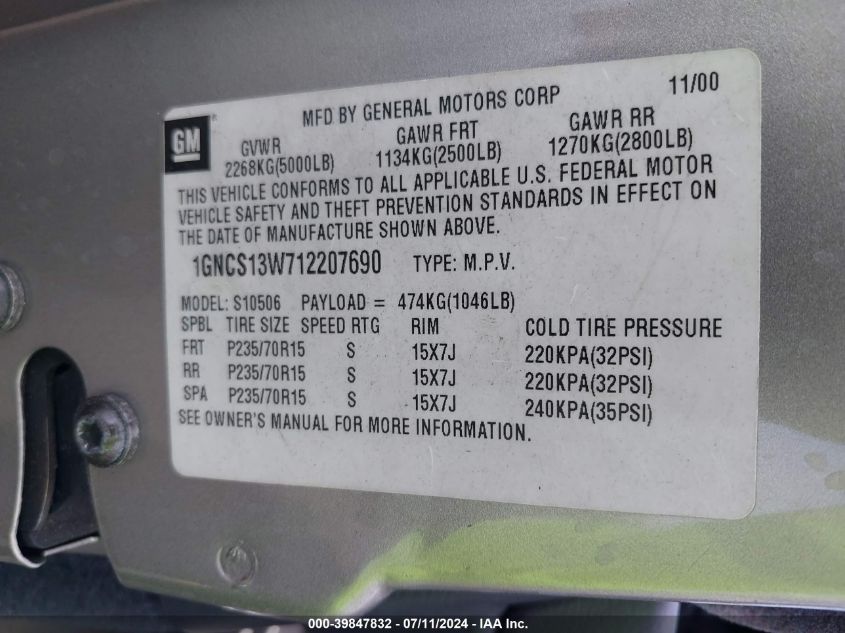 11/00
MFD BY GENERAL MOTORS CORP
GM
GVWR GAWR FRT GAWR RR
2268KG(5000LB) 1134KG(2500LB) 1270KG(2800LB)
THIS VEHICLE CONFORMS TO ALL APPLICABLE U.S. FEDERAL MOTOR
VEHICLE SAFETY AND THEFT PREVENTION STANDARDS IN EFFECT ON
THE DATE OF MANUFACTURE SHOWN ABOVE.
1GNCS13W712207690 TYPE: M.P.V.
MODEL: S10506 PAYLOAD = 474KG(1046LB)
SPBL TIRE SIZE SPEED RTG RIM COLD TIRE PRESSURE
FRT P235/70R15 S 15X7J 220KPA(32PSI)
RR P235/70R15 S 15X7J 220KPA(32PSI)
SPA P235/70R15 S 15X7J 240KPA(35PSI)
SEE OWNER'S MANUAL FOR MORE INFORMATION.
000-39847832 - 07/11/2024 - IAA Inc.